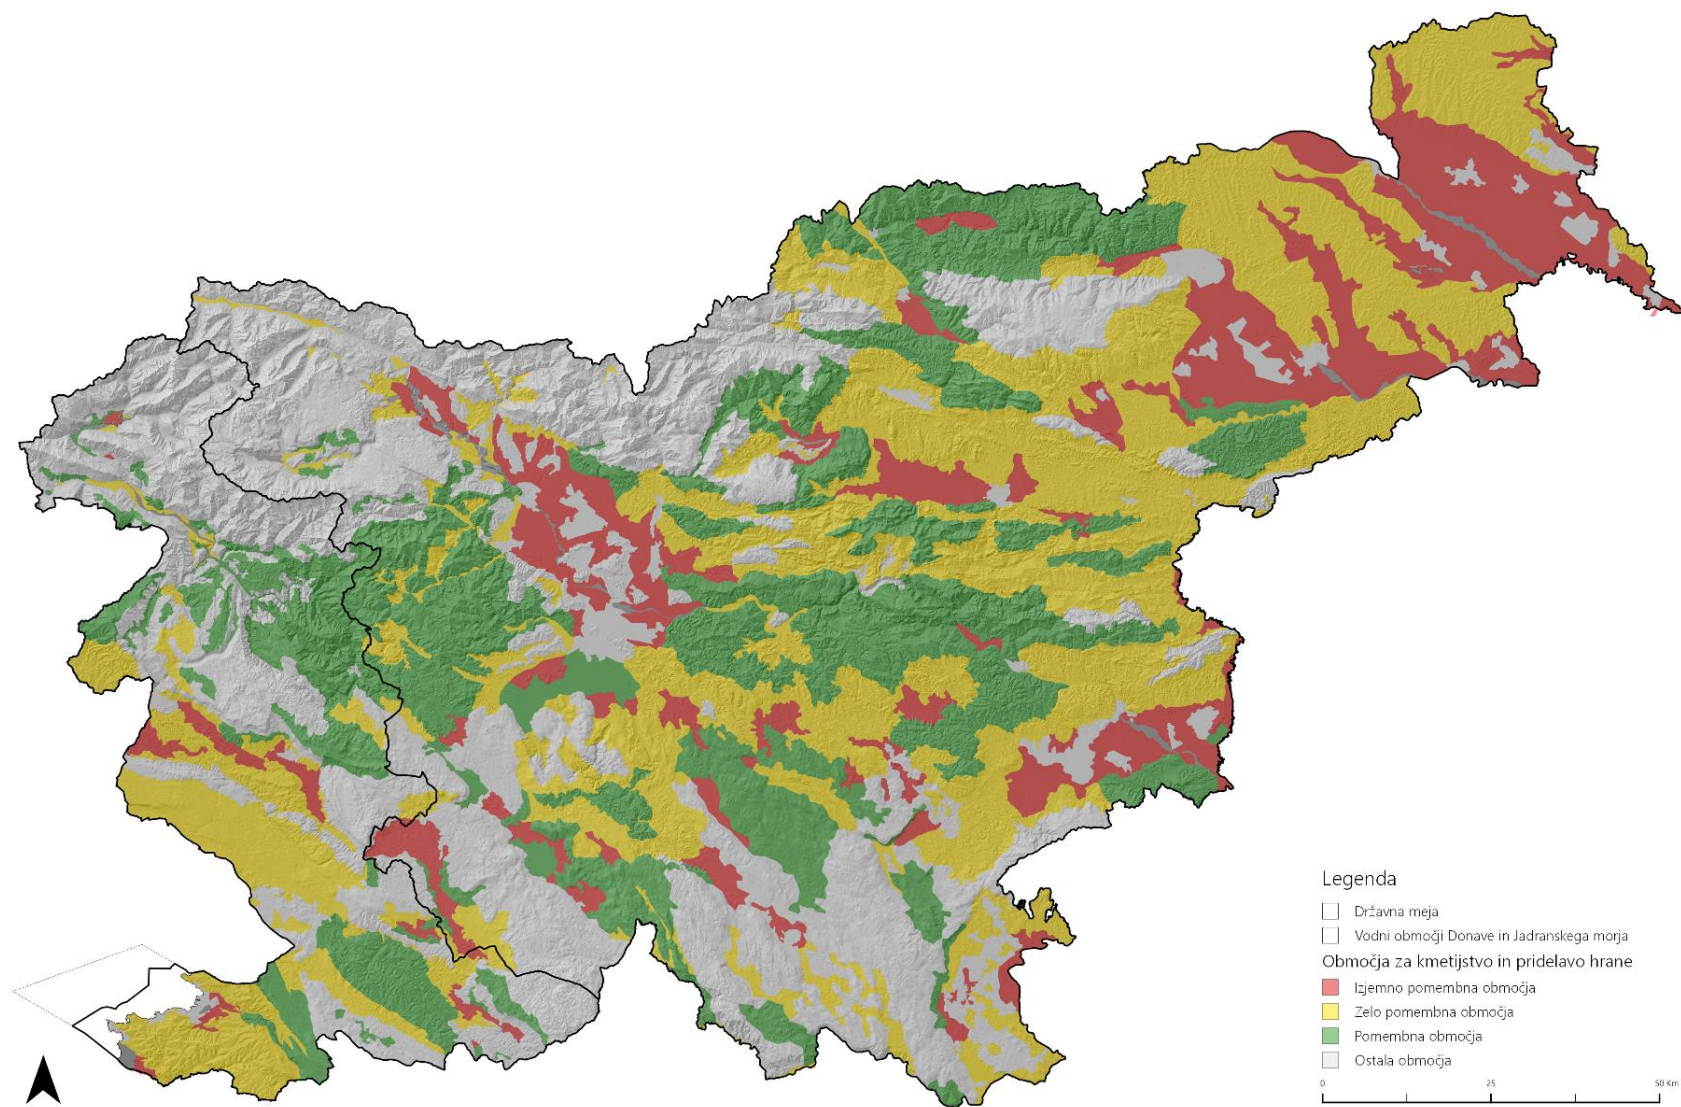 Legenda
Državna meja
Vodni območji Donave in Jadranskega morja
Območja za kmetijstvo in pridelavo hrane
Izjemno pomembna območja
Zelo pomembna območja
Pomembna območja
Ostala območja
0 25 50 Km